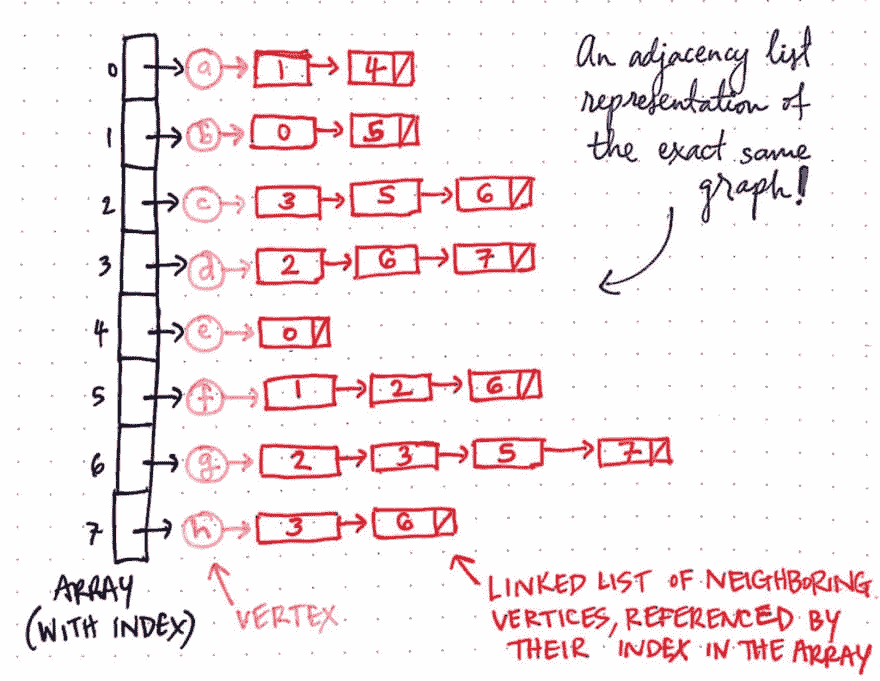 An adjacency list
representation of
the exact same
graph!
0 a 1 4
1 b 0 5
2 c 3 5 6
3 d 2 6 7
4 e 0
5 f 1 2 6
6 g 2 3 5 7
7 h 3 6
ARRAY
(WITH INDEX)
VERTEX
LINKED LIST OF NEIGHBORING
VERTICES, REFERENCED BY
THEIR INDEX IN THE ARRAY